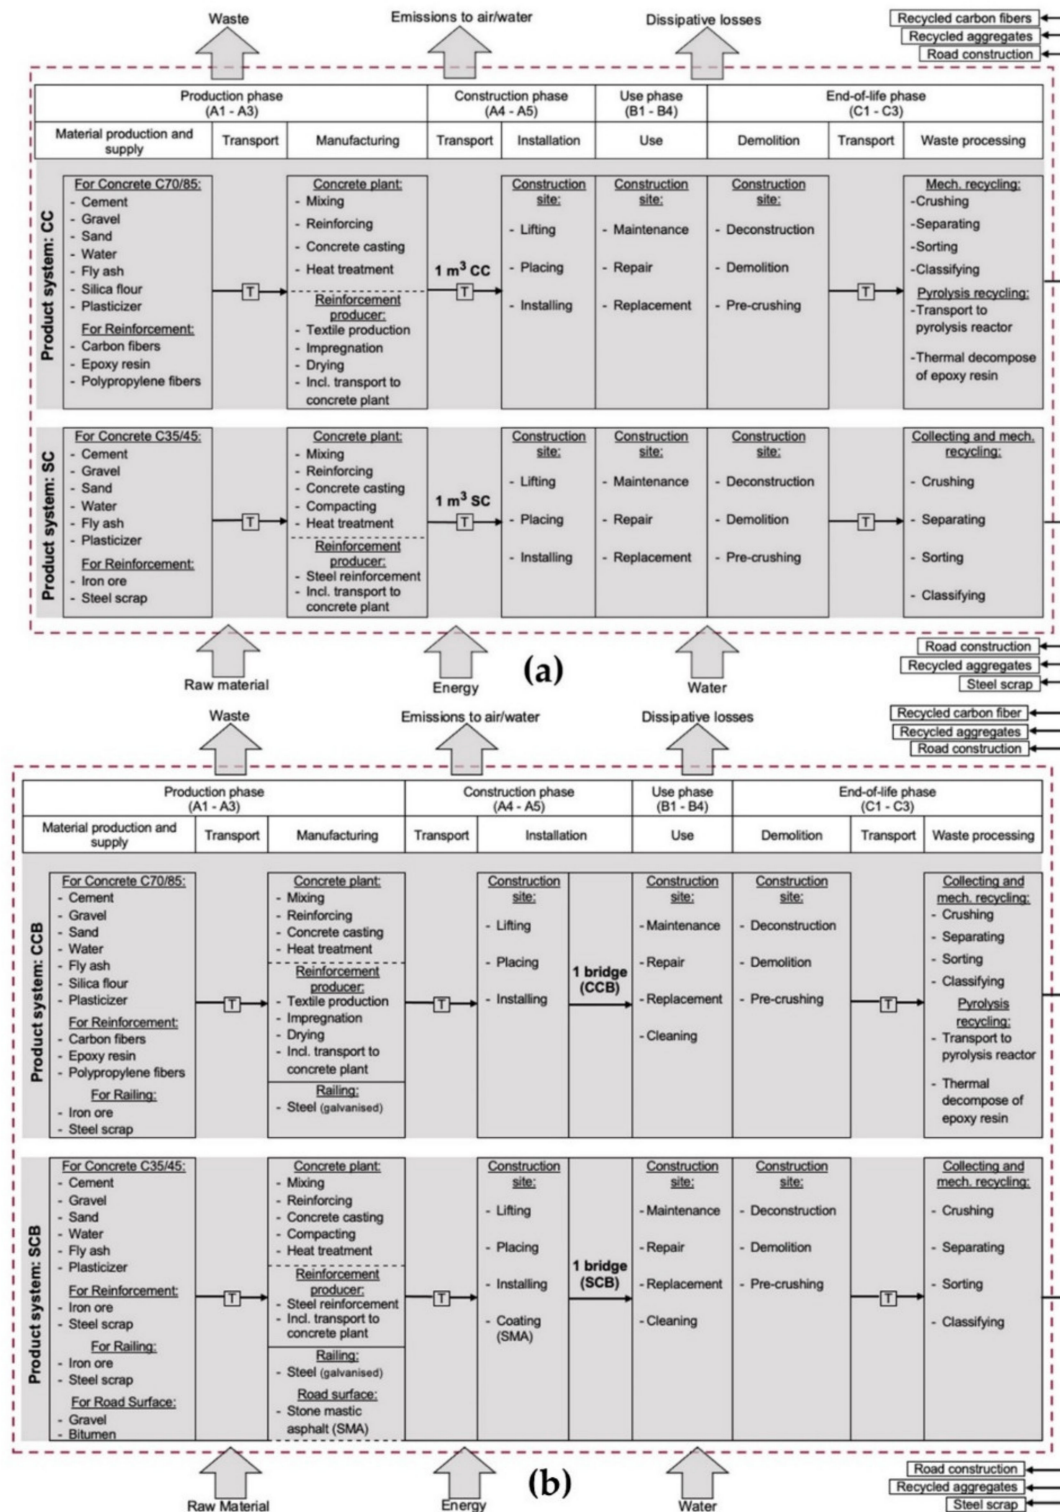 Waste
Emissions to air/water
Dissipative losses
Recycled carbon fibers
Recycled aggregates
Road construction
Production phase
(A1 - A3)
Construction phase
(A4 - A5)
Use phase
(B1 - B4)
End-of-life phase
(C1 - C3)
Material production and
supply
Transport
Manufacturing
Transport
Installation
Use
Demolition
Transport
Waste processing
Product system: CC
For Concrete C70/85:
- Cement
- Gravel
- Sand
- Water
- Fly ash
- Silica flour
- Plasticizer
For Reinforcement:
- Carbon fibers
- Epoxy resin
- Polypropylene fibers
T
Concrete plant:
- Mixing
- Reinforcing
- Concrete casting
- Heat treatment
Reinforcement
producer:
- Textile production
- Impregnation
- Drying
- Incl. transport to
concrete plant
1 m³ CC
T
Construction
site:
- Lifting
- Placing
- Installing
Construction
site:
- Maintenance
- Repair
- Replacement
Construction
site:
- Deconstruction
- Demolition
- Pre-crushing
T
Mech. recycling:
-Crushing
-Separating
-Sorting
-Classifying
Pyrolysis recycling:
-Transport to
pyrolysis reactor
-Thermal decompose
of epoxy resin
Product system: SC
For Concrete C35/45:
- Cement
- Gravel
- Sand
- Water
- Fly ash
- Plasticizer
For Reinforcement:
- Iron ore
- Steel scrap
T
Concrete plant:
- Mixing
- Reinforcing
- Concrete casting
- Compacting
- Heat treatment
Reinforcement
producer:
- Steel reinforcement
- Incl. transport to
concrete plant
1 m³ SC
T
Construction
site:
- Lifting
- Placing
- Installing
Construction
site:
- Maintenance
- Repair
- Replacement
Construction
site:
- Deconstruction
- Demolition
- Pre-crushing
T
Collecting and mech.
recycling:
- Crushing
- Separating
- Sorting
- Classifying
Raw material
Energy
(a)
Water
Road construction
Recycled aggregates
Steel scrap
Waste
Emissions to air/water
Dissipative losses
Recycled carbon fiber
Recycled aggregates
Road construction
Production phase
(A1 - A3)
Construction phase
(A4 - A5)
Use phase
(B1 - B4)
End-of-life phase
(C1 - C3)
Material production and
supply
Transport
Manufacturing
Transport
Installation
Use
Demolition
Transport
Waste processing
Product system: CCB
For Concrete C70/85:
- Cement
- Gravel
- Sand
- Water
- Fly ash
- Silica flour
- Plasticizer
For Reinforcement:
- Carbon fibers
- Epoxy resin
- Polypropylene fibers
For Railing:
- Iron ore
- Steel scrap
T
Concrete plant:
- Mixing
- Reinforcing
- Concrete casting
- Heat treatment
Reinforcement
producer:
- Textile production
- Impregnation
- Drying
- Incl. transport to
concrete plant
Railing:
- Steel (galvanised)
T
Construction
site:
- Lifting
- Placing
- Installing
1 bridge
(CCB)
Construction
site:
-Maintenance
-Repair
-Replacement
-Cleaning
Construction
site:
- Deconstruction
- Demolition
- Pre-crushing
T
Collecting and
mech. recycling:
- Crushing
- Separating
- Sorting
- Classifying
Pyrolysis
recycling:
- Transport to
pyrolysis reactor
- Thermal
decompose of
epoxy resin
Product system: SCB
For Concrete C35/45:
- Cement
- Gravel
- Sand
- Water
- Fly ash
- Plasticizer
For Reinforcement:
- Iron ore
- Steel scrap
For Railing:
- Iron ore
- Steel scrap
For Road Surface:
- Gravel
- Bitumen
T
Concrete plant:
- Mixing
- Reinforcing
- Concrete casting
- Compacting
- Heat treatment
Reinforcement
producer:
- Steel reinforcement
- Incl. transport to
concrete plant
Railing:
- Steel (galvanised)
Road surface:
- Stone mastic
asphalt (SMA)
T
Construction
site:
- Lifting
- Placing
- Installing
- Coating
(SMA)
1 bridge
(SCB)
Construction
site:
-Maintenance
-Repair
-Replacement
-Cleaning
Construction
site:
- Deconstruction
- Demolition
- Pre-crushing
T
Collecting and
mech. recycling:
- Crushing
- Separating
- Sorting
- Classifying
Raw Material
Energy
(b)
Water
Road construction
Recycled aggregates
Steel scrap